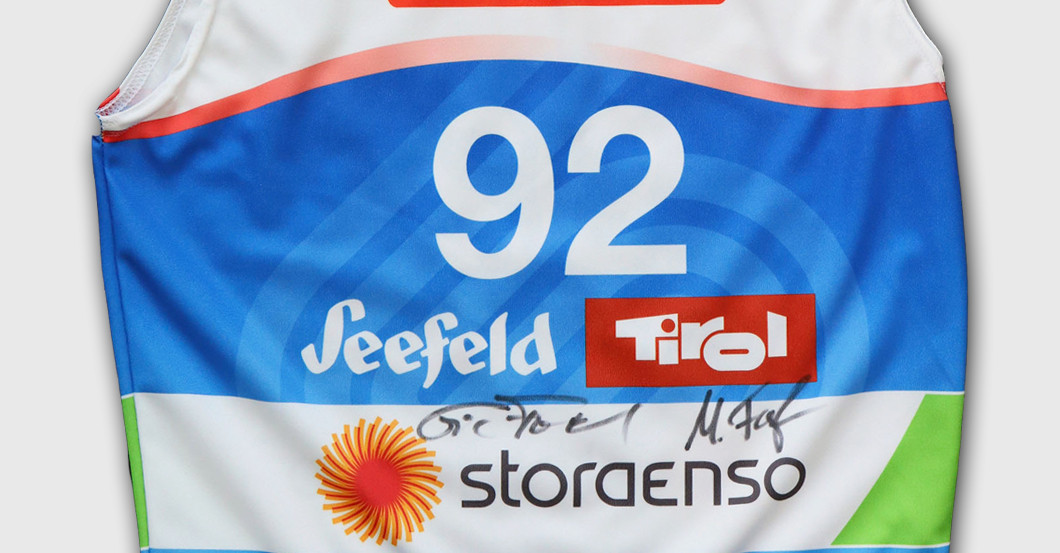 92
Seefeld Tirol
storaenso